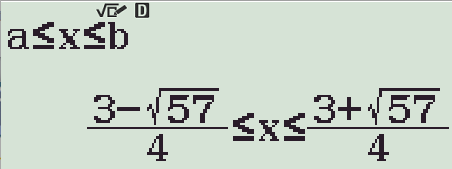 √▱ D
a≤x≤b
(3−√57)/4 ≤x≤ (3+√57)/4